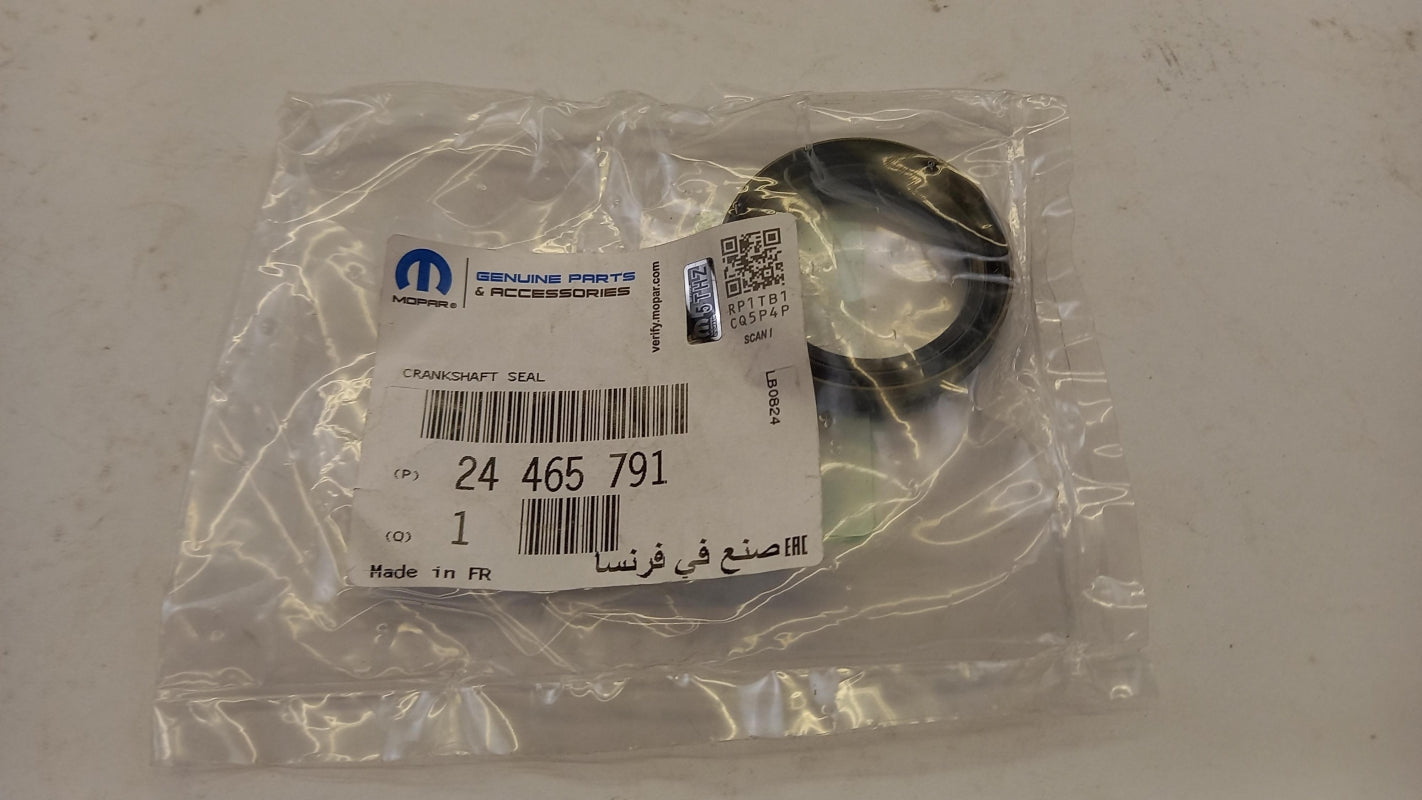 MOPAR®
GENUINE PARTS
& ACCESSORIES
verify.mopar.com
5THZ
RP1TB1
CQ5P4P
SCAN!
CRANKSHAFT SEAL
LB0824
(P) 24 465 791
(Q) 1
صنع في فرنسا EAC
Made in FR